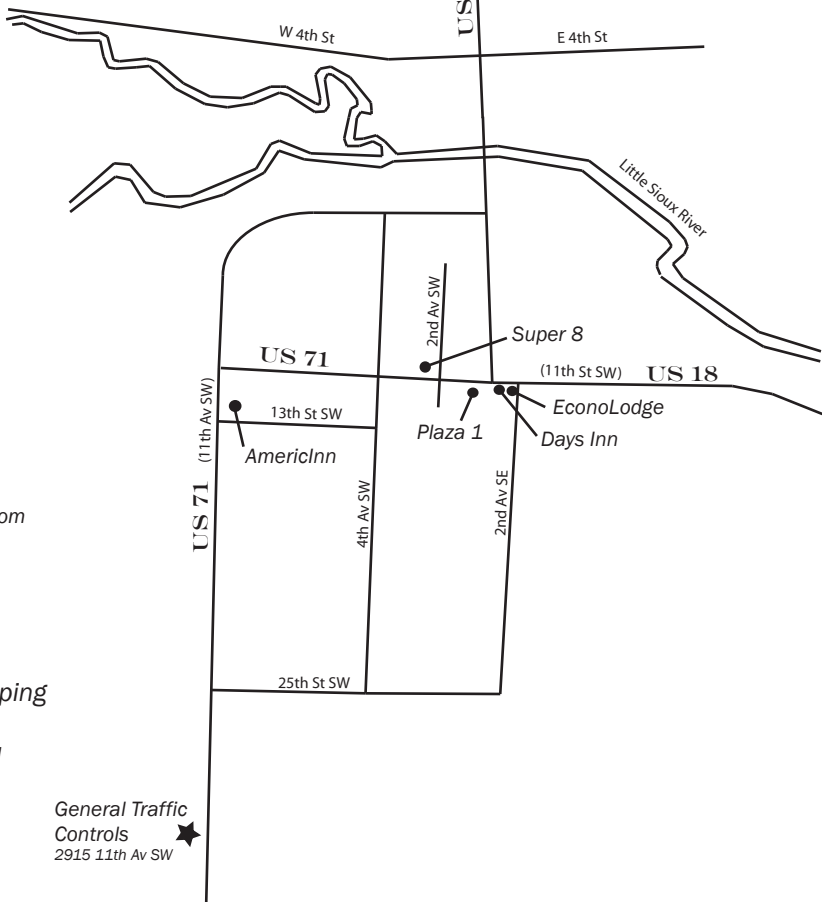 US
W 4th St
E 4th St
Little Sioux River
2nd Av SW
Super 8
US 71
(11th St SW)
US 18
(11th Av SW)
13th St SW
EconoLodge
Plaza 1
Days Inn
AmericInn
US 71
4th Av SW
2nd Av SE
om
25th St SW
ping
General Traffic
Controls
2915 11th Av SW